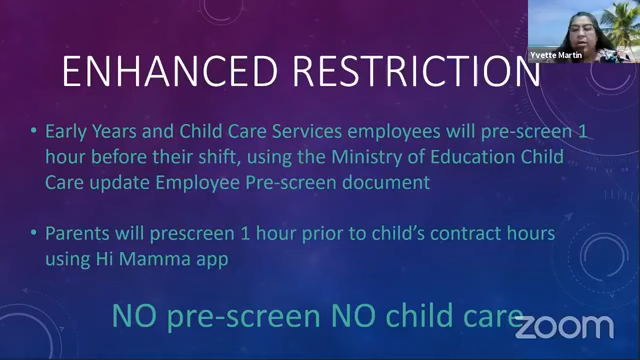 Yvette Martin
ENHANCED RESTRICTION
• Early Years and Child Care Services employees will pre-screen 1
hour before their shift, using the Ministry of Education Child
Care update Employee Pre-screen document
• Parents will prescreen 1 hour prior to child's contract hours
using Hi Mamma app
NO pre-screen NO child care
zoom